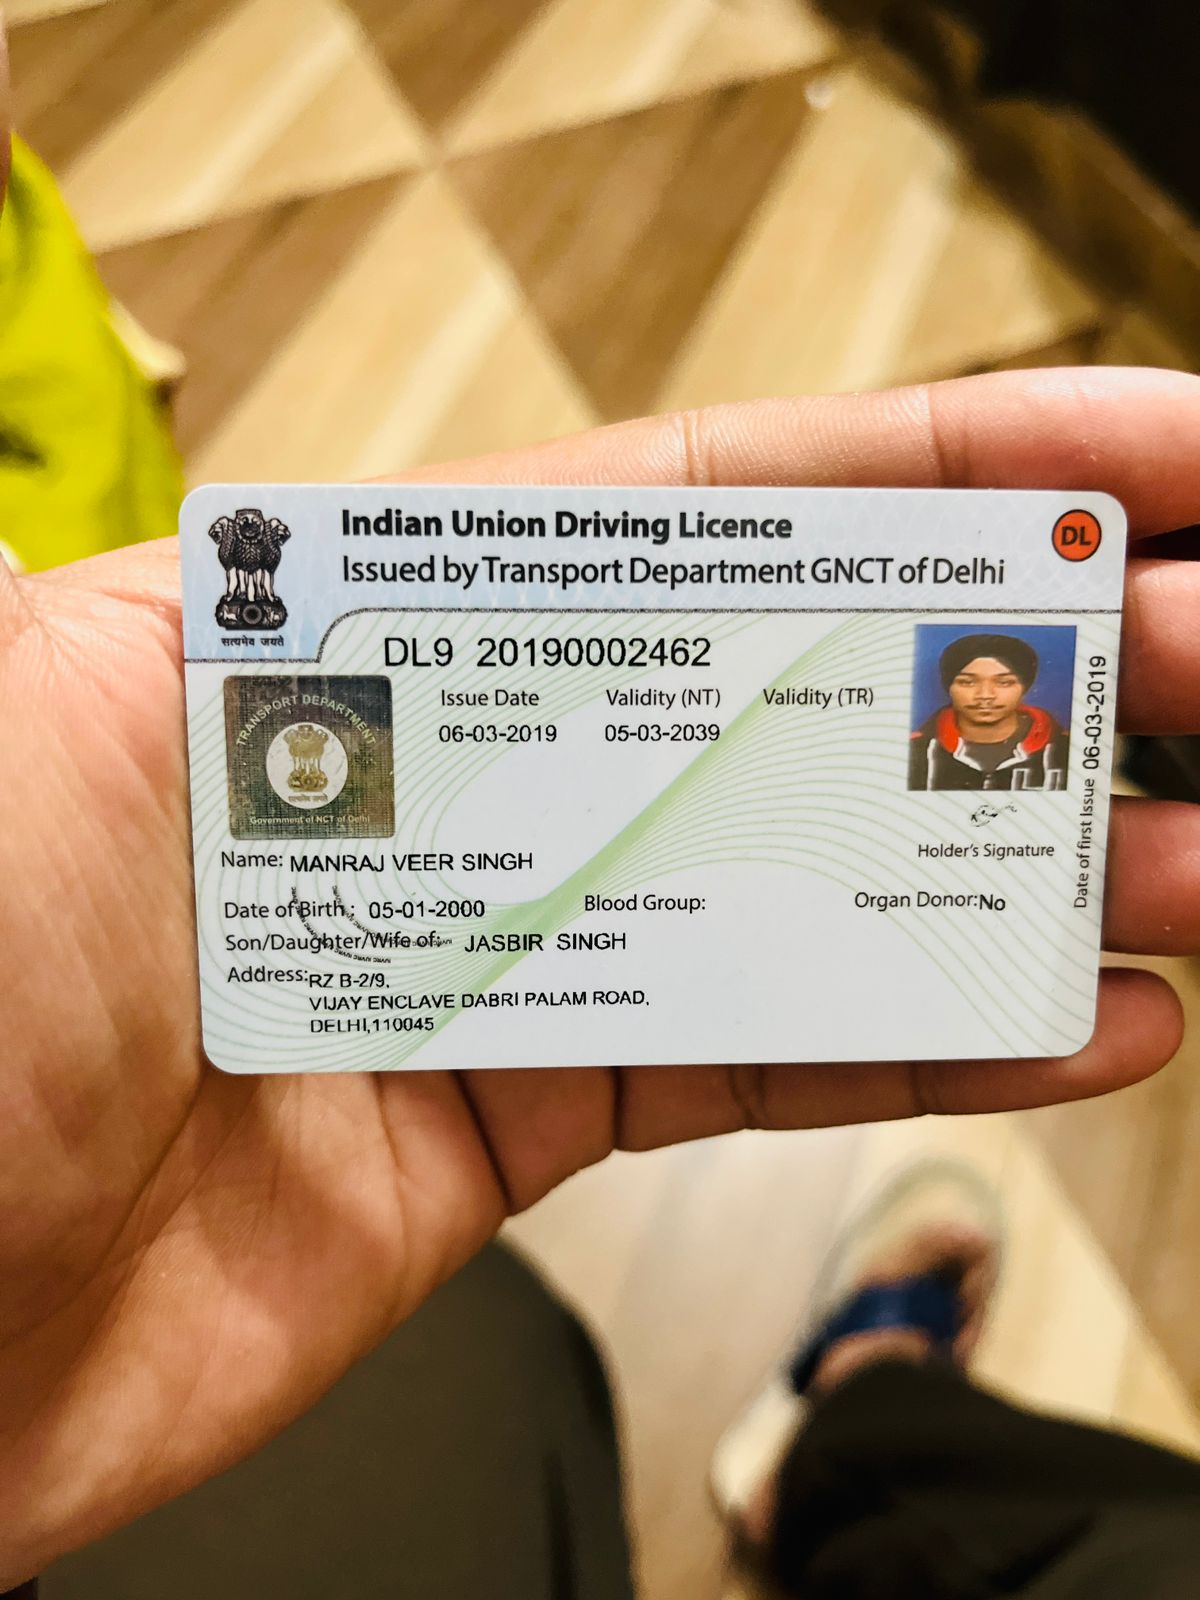 Indian Union Driving Licence
Issued by Transport Department GNCT of Delhi
DL
सत्यमेव जयते
DL9 20190002462
TRANSPORT DEPARTMENT
Government of NCT of Delhi
Issue Date Validity (NT) Validity (TR)
06-03-2019 05-03-2039
Date of first Issue 06-03-2019
Holder's Signature
Name: MANRAJ VEER SINGH
Date of Birth: 05-01-2000 Blood Group: Organ Donor:No
Son/Daughter/Wife of: JASBIR SINGH
Address:RZ B-2/9,
VIJAY ENCLAVE DABRI PALAM ROAD,
DELHI,110045